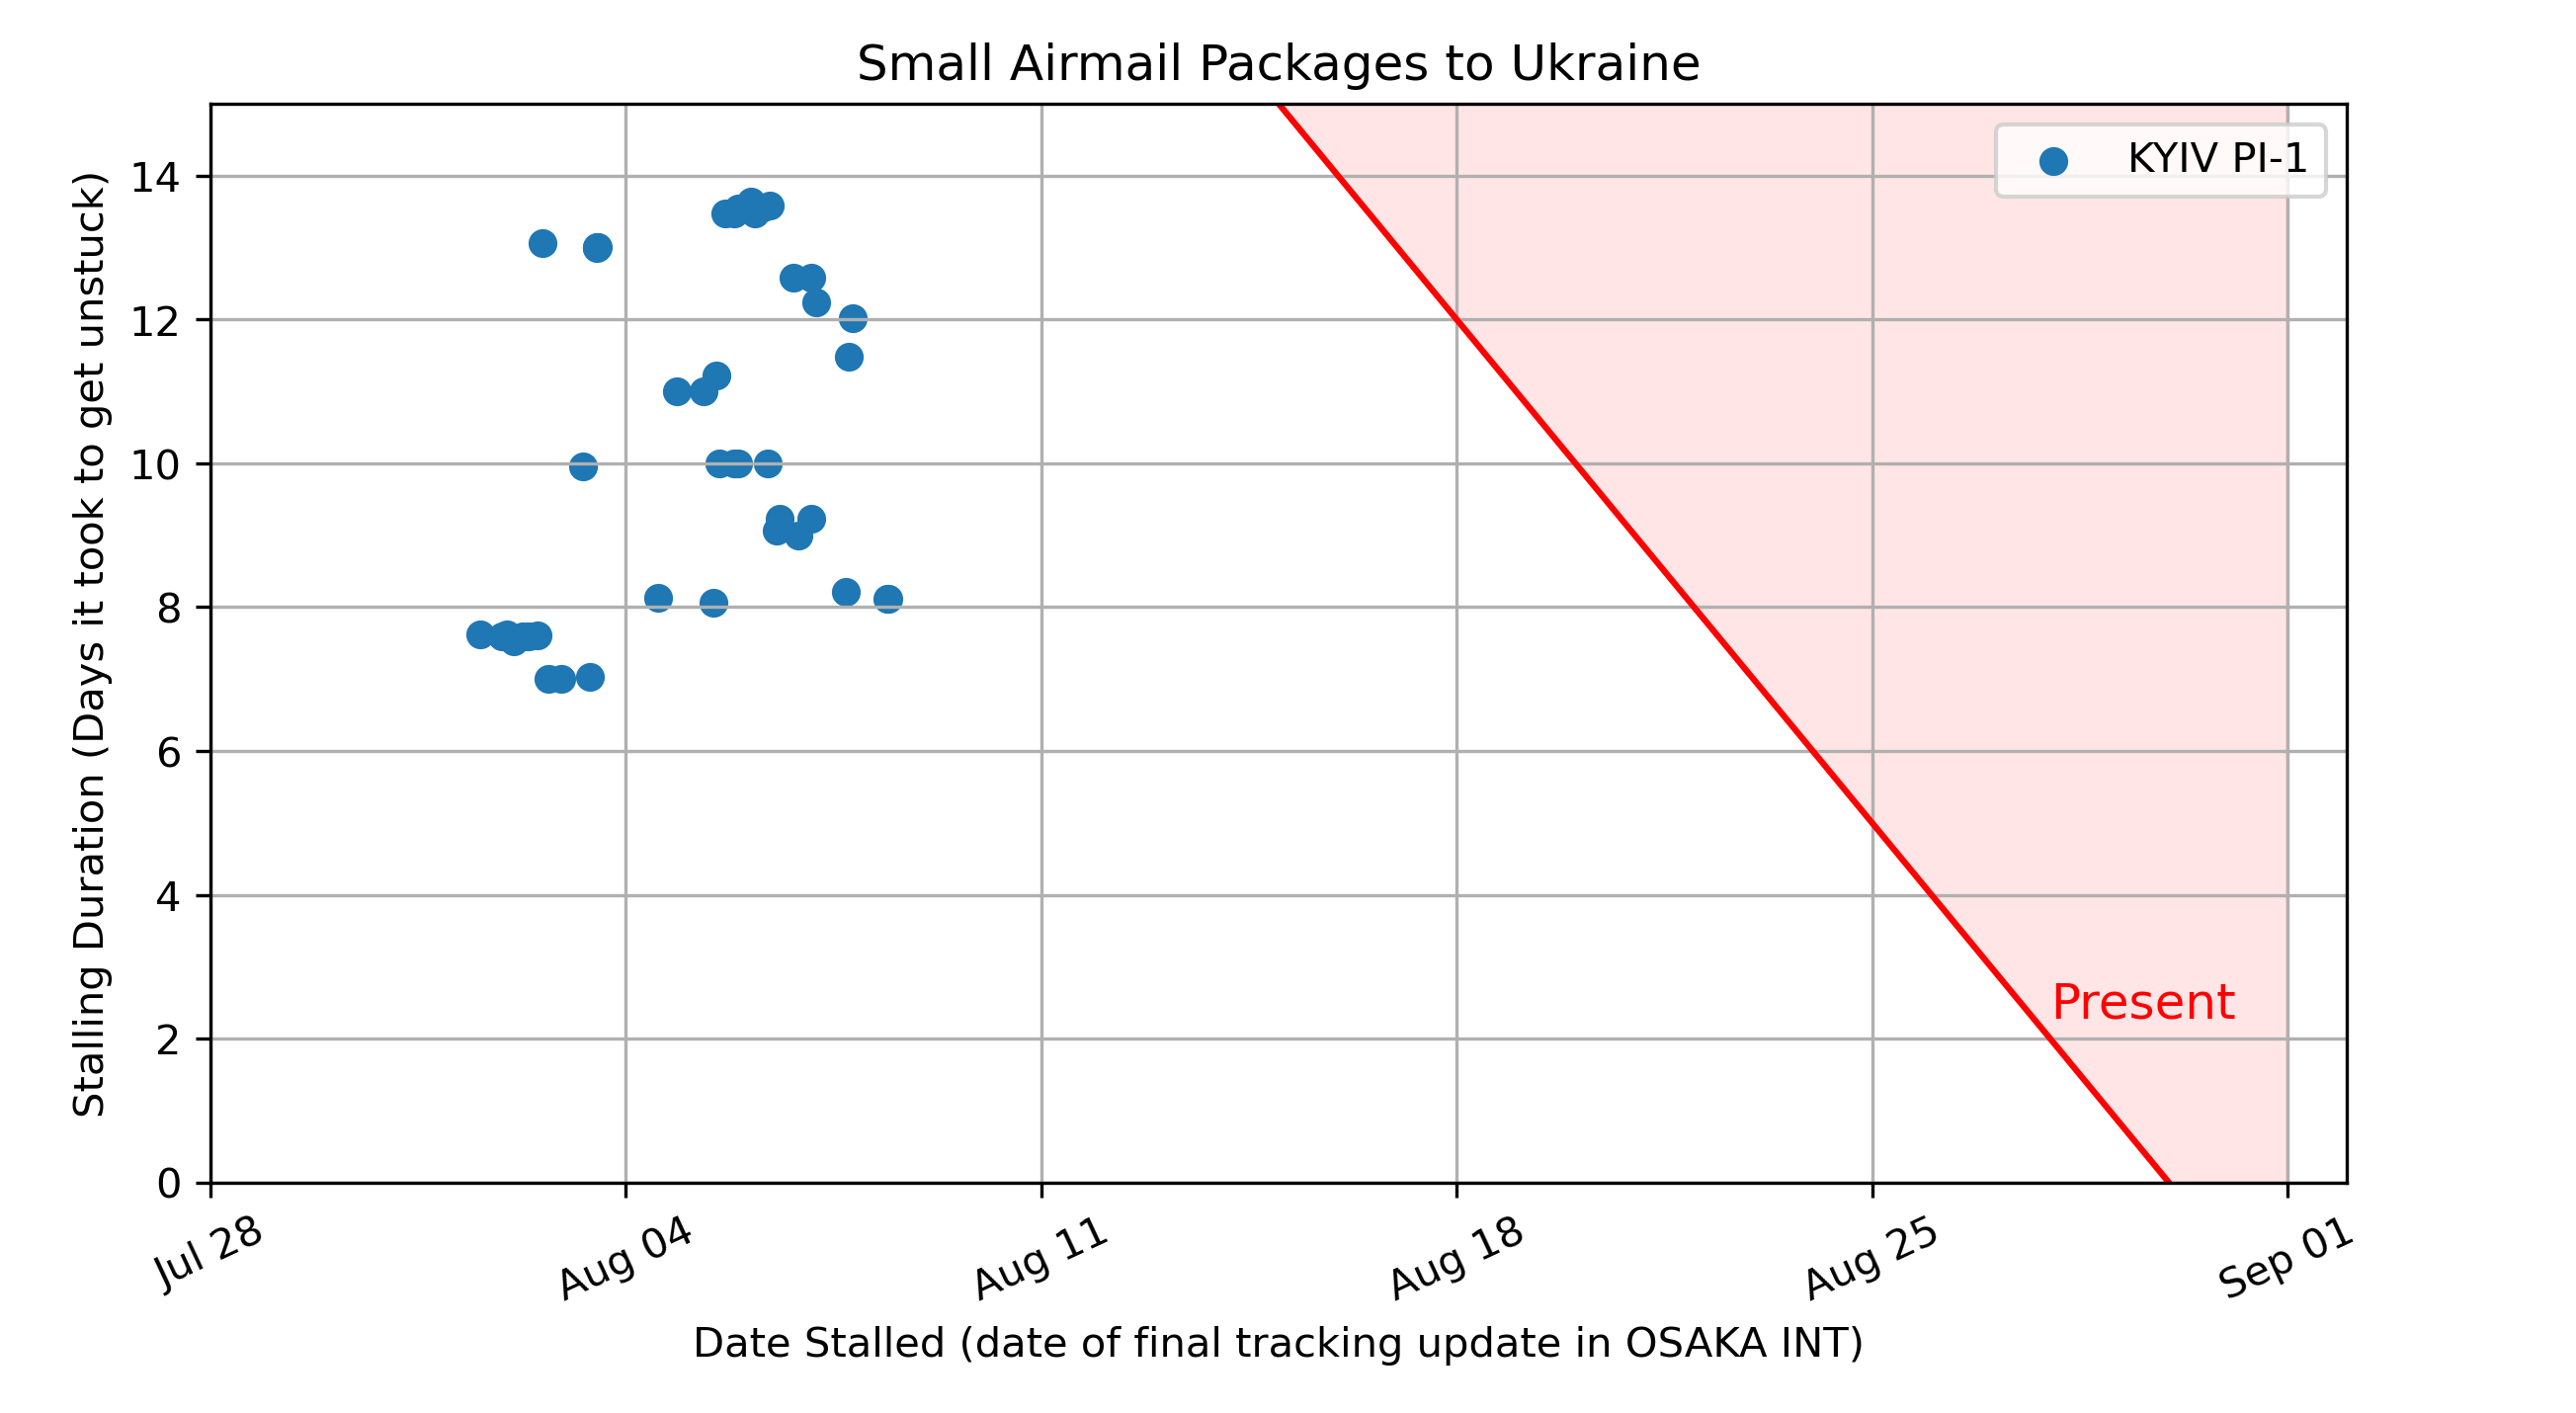 Small Airmail Packages to Ukraine
KYIV PI-1
Stalling Duration (Days it took to get unstuck)
14
12
10
8
6
4
2
0
Present
Jul 28
Aug 04
Aug 11
Aug 18
Aug 25
Sep 01
Date Stalled (date of final tracking update in OSAKA INT)